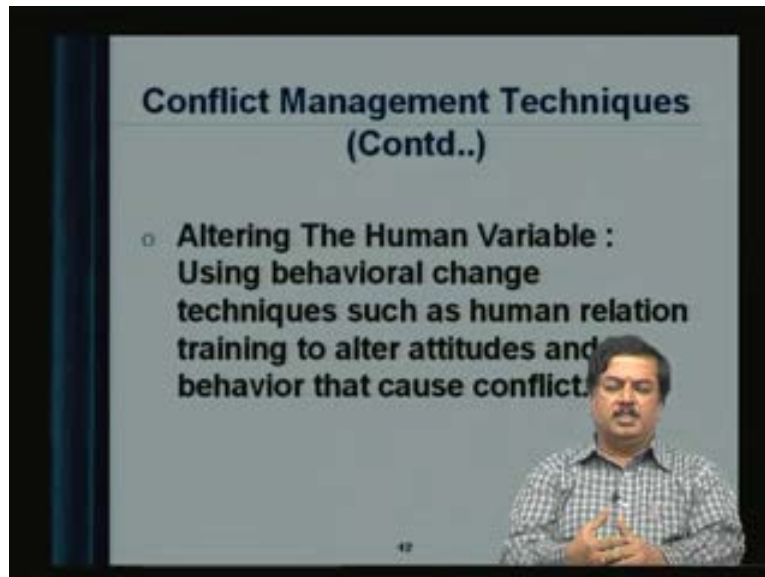 Conflict Management Techniques
(Contd..)
o Altering The Human Variable :
Using behavioral change
techniques such as human relation
training to alter attitudes and
behavior that cause conflict.